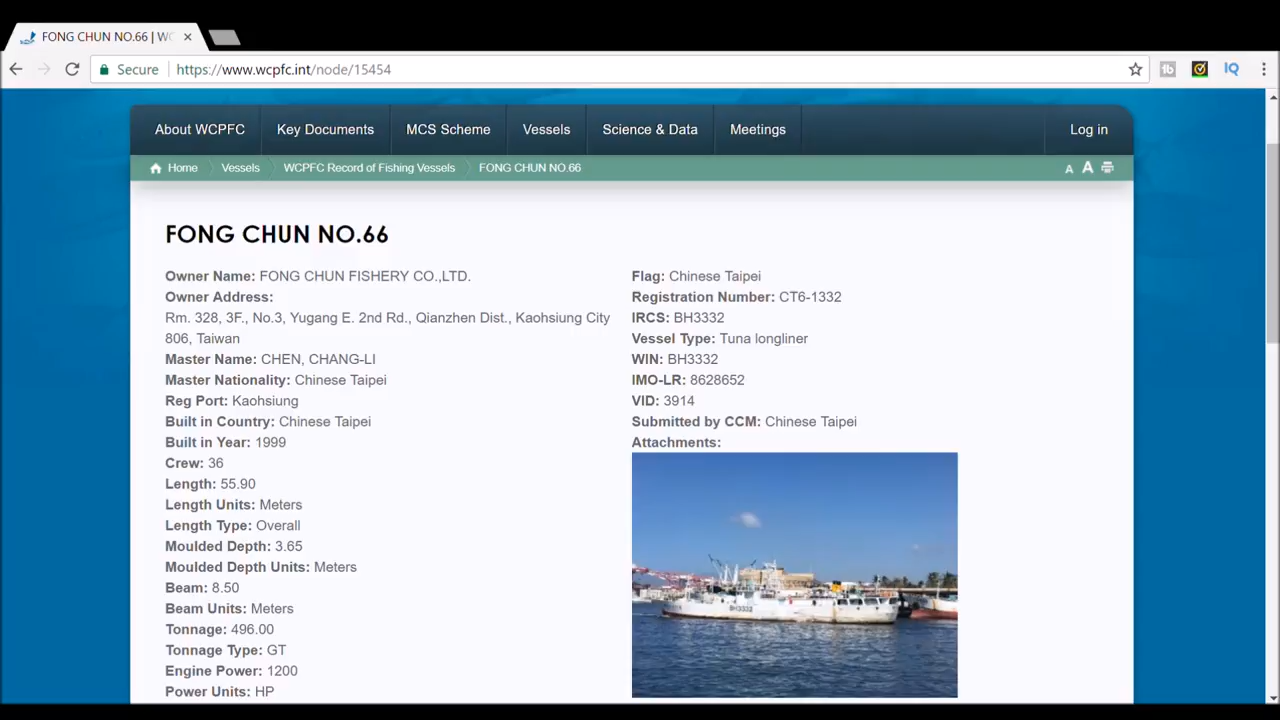 FONG CHUN NO.66 | WC
Secure https://www.wcpfc.int/node/15454
tb
IQ
About WCPFC Key Documents MCS Scheme Vessels Science & Data Meetings Log in
Home Vessels WCPFC Record of Fishing Vessels FONG CHUN NO.66 A A
FONG CHUN NO.66
Owner Name: FONG CHUN FISHERY CO.,LTD.
Owner Address:
Rm. 328, 3F., No.3, Yugang E. 2nd Rd., Qianzhen Dist., Kaohsiung City
806, Taiwan
Master Name: CHEN, CHANG-LI
Master Nationality: Chinese Taipei
Reg Port: Kaohsiung
Built in Country: Chinese Taipei
Built in Year: 1999
Crew: 36
Length: 55.90
Length Units: Meters
Length Type: Overall
Moulded Depth: 3.65
Moulded Depth Units: Meters
Beam: 8.50
Beam Units: Meters
Tonnage: 496.00
Tonnage Type: GT
Engine Power: 1200
Power Units: HP
Flag: Chinese Taipei
Registration Number: CT6-1332
IRCS: BH3332
Vessel Type: Tuna longliner
WIN: BH3332
IMO-LR: 8628652
VID: 3914
Submitted by CCM: Chinese Taipei
Attachments:
BH3332